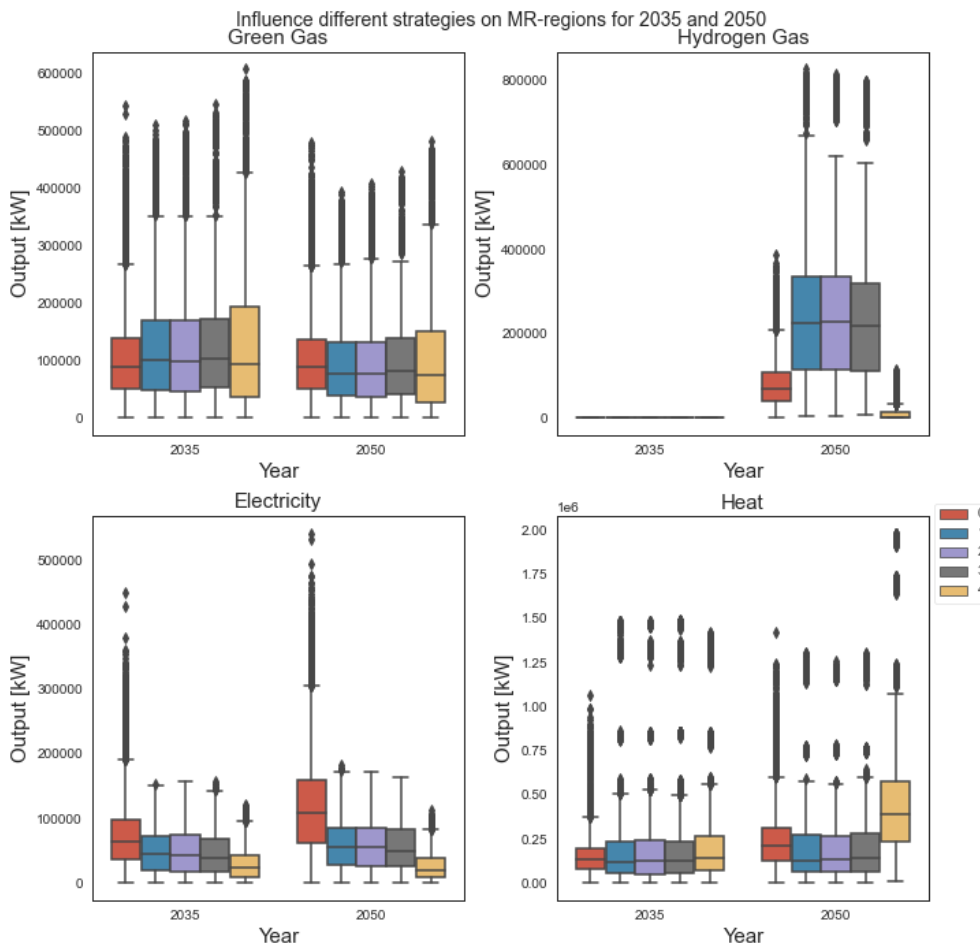 Influence different strategies on MR-regions for 2035 and 2050
Green Gas
Output [kW]
600000
500000
400000
300000
200000
100000
0
2035
2050
Year
Hydrogen Gas
Output [kW]
800000
600000
400000
200000
0
2035
2050
Year
Electricity
Output [kW]
500000
400000
300000
200000
100000
0
2035
2050
Year
Heat
1e6
Output [kW]
2.00
1.75
1.50
1.25
1.00
0.75
0.50
0.25
0.00
2035
2050
Year